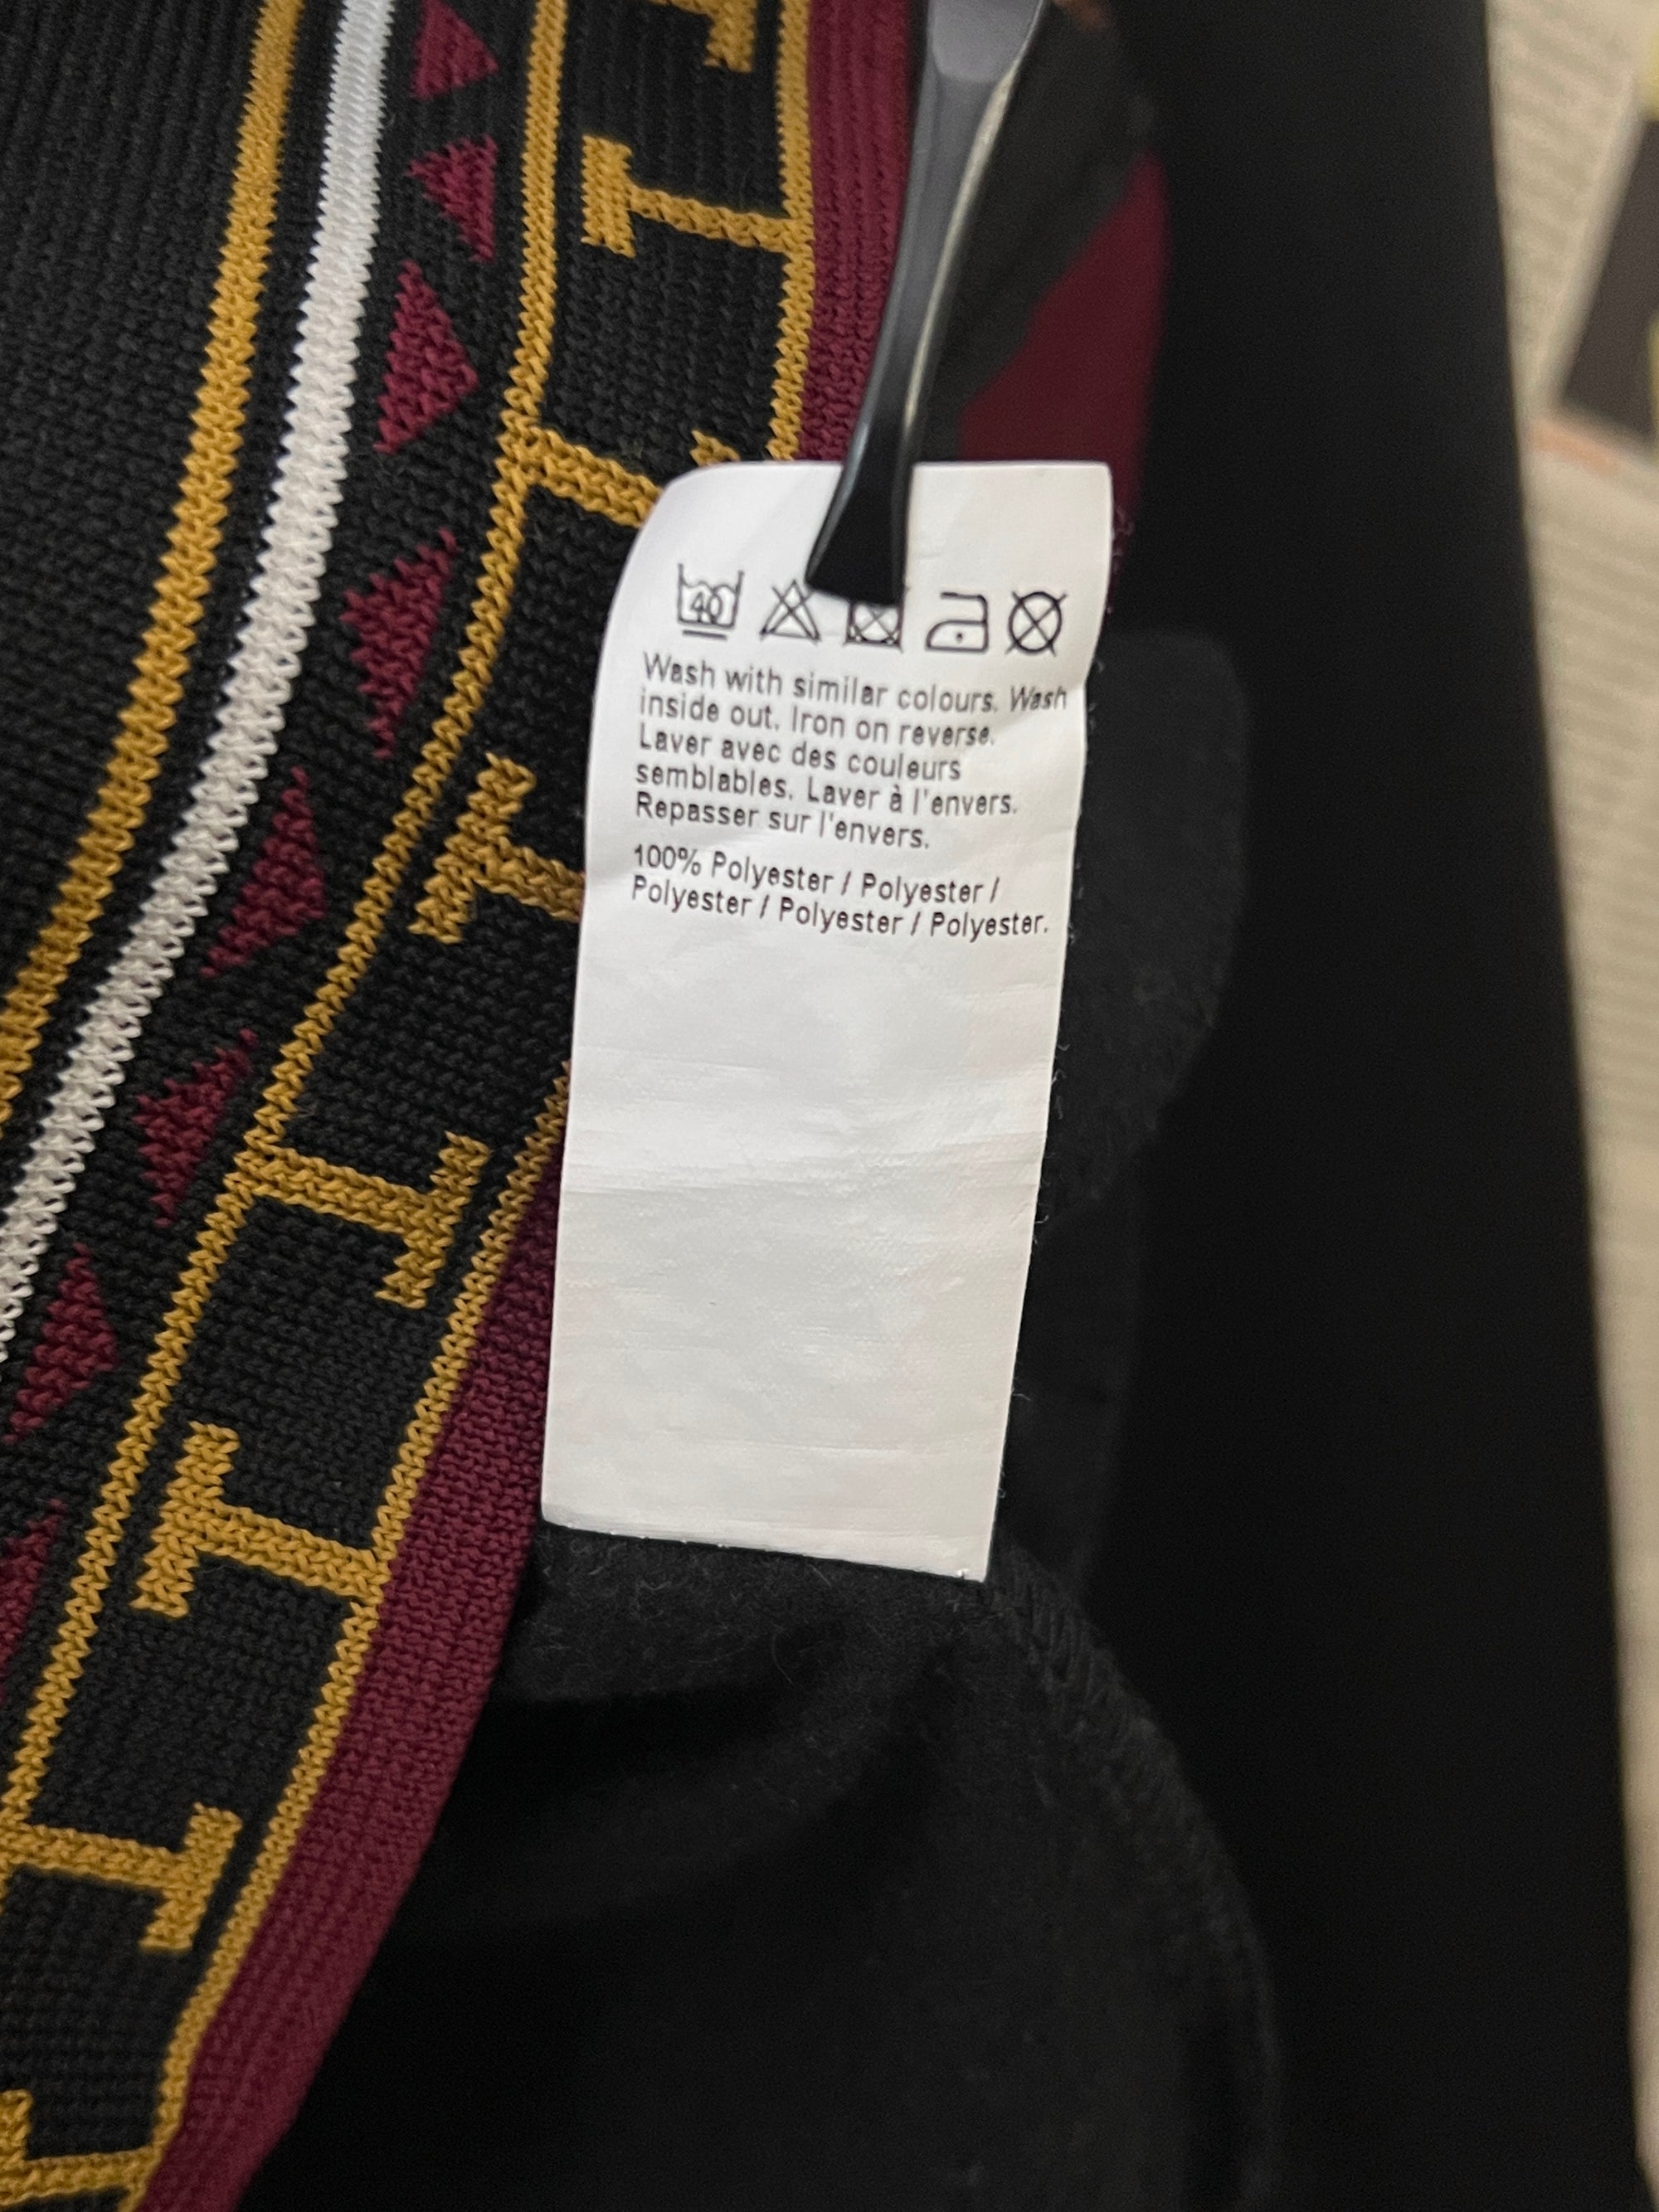 40
Wash with similar colours. Wash
inside out. Iron on reverse.
Laver avec des couleurs
semblables. Laver à l'envers.
Repasser sur l'envers.
100% Polyester / Polyester /
Polyester / Polyester / Polyester.